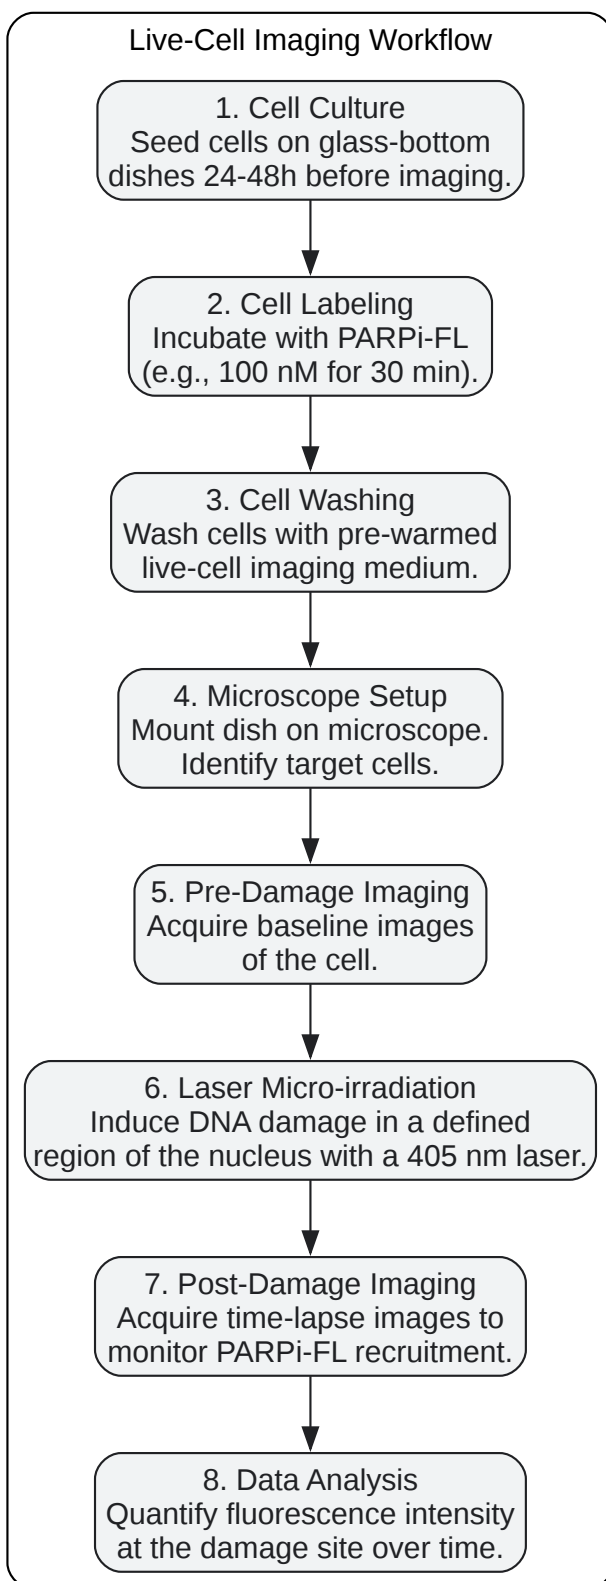 Live-Cell Imaging Workflow
1. Cell Culture
Seed cells on glass-bottom
dishes 24-48h before imaging.
2. Cell Labeling
Incubate with PARPi-FL
(e.g., 100 nM for 30 min).
3. Cell Washing
Wash cells with pre-warmed
live-cell imaging medium.
4. Microscope Setup
Mount dish on microscope.
Identify target cells.
5. Pre-Damage Imaging
Acquire baseline images
of the cell.
6. Laser Micro-irradiation
Induce DNA damage in a defined
region of the nucleus with a 405 nm laser.
7. Post-Damage Imaging
Acquire time-lapse images to
monitor PARPi-FL recruitment.
8. Data Analysis
Quantify fluorescence intensity
at the damage site over time.